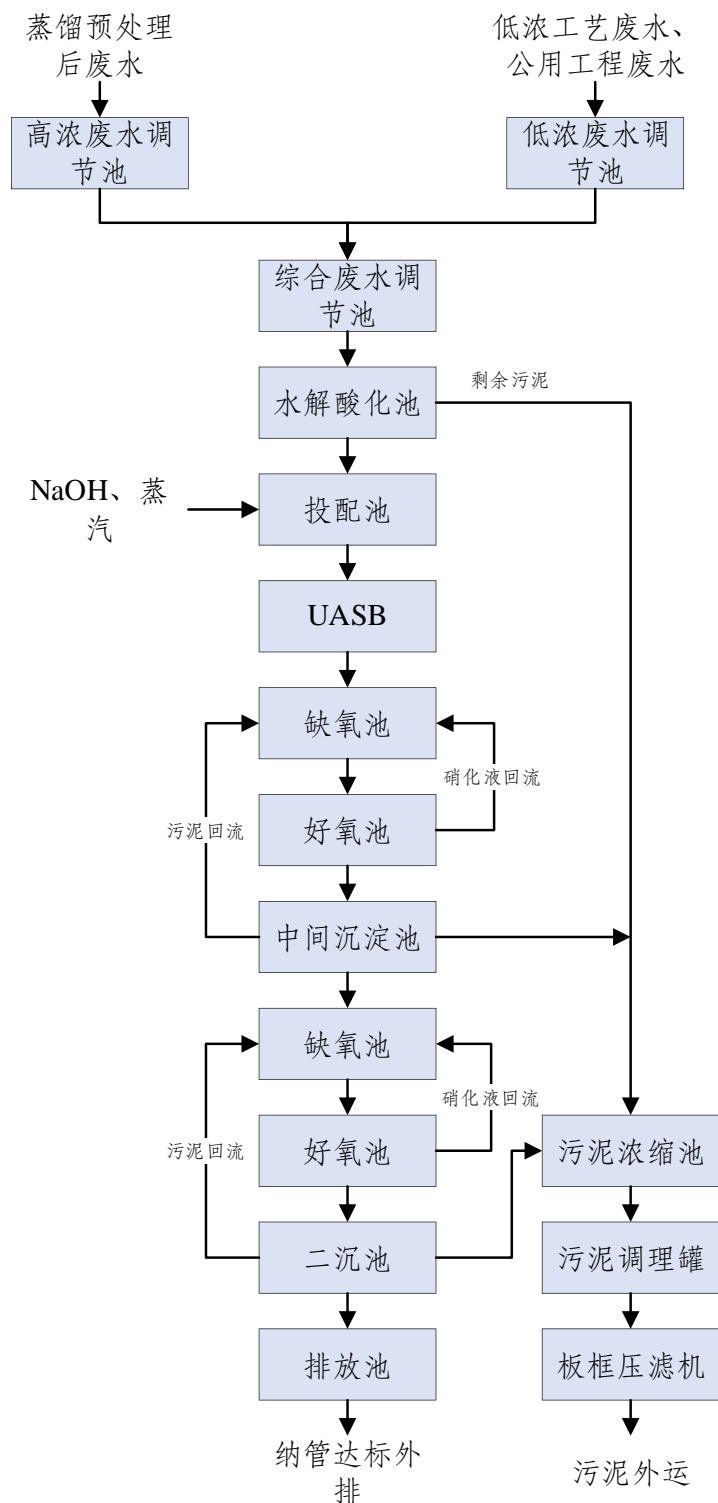 蒸馏预处理
后废水
低浓工艺废水、
公用工程废水
高浓废水调
节池
低浓废水调
节池
综合废水调
节池
水解酸化池
剩余污泥
NaOH、蒸
汽
投配池
UASB
缺氧池
硝化液回流
污泥回流
好氧池
中间沉淀池
缺氧池
硝化液回流
污泥回流
好氧池
污泥浓缩池
二沉池
污泥调理罐
排放池
板框压滤机
纳管达标外
排
污泥外运